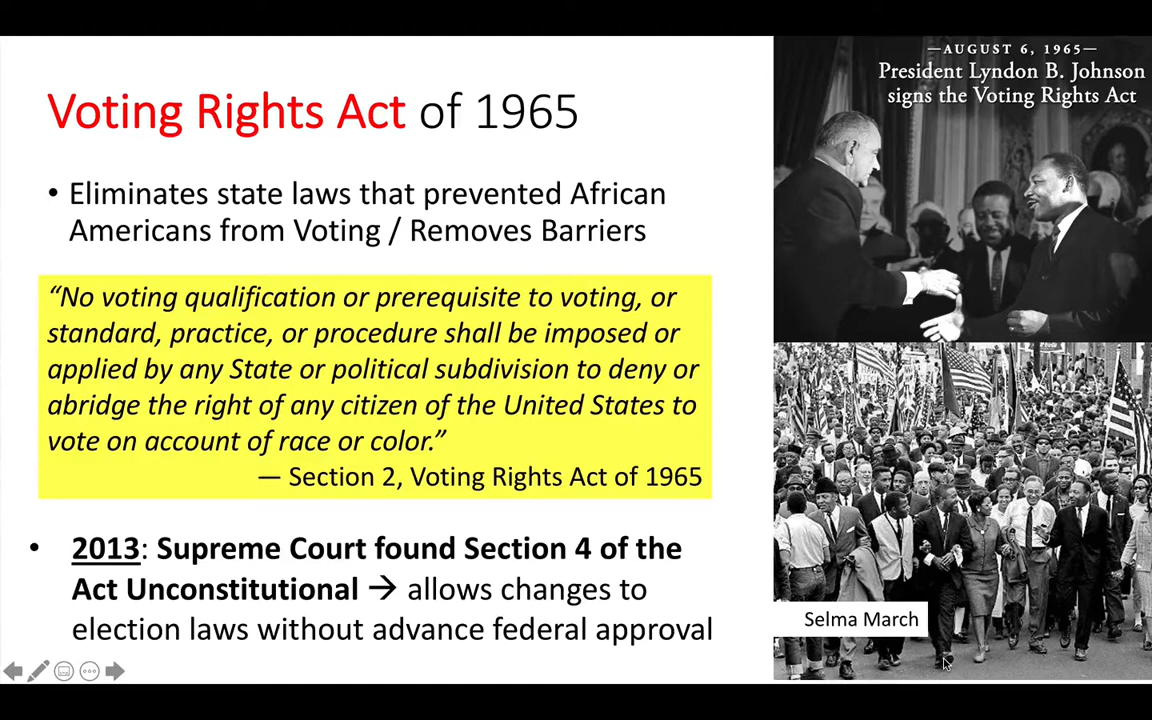 Voting Rights Act of 1965
• Eliminates state laws that prevented African
Americans from Voting / Removes Barriers
“No voting qualification or prerequisite to voting, or
standard, practice, or procedure shall be imposed or
applied by any State or political subdivision to deny or
abridge the right of any citizen of the United States to
vote on account of race or color.”
— Section 2, Voting Rights Act of 1965
• 2013: Supreme Court found Section 4 of the
Act Unconstitutional → allows changes to
election laws without advance federal approval
—AUGUST 6, 1965—
President Lyndon B. Johnson
signs the Voting Rights Act
Selma March